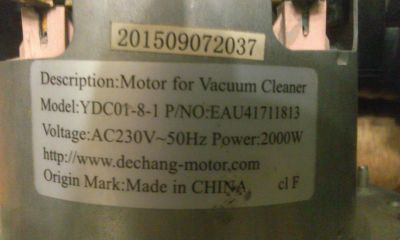 201509072037
Description:Motor for Vacuum Cleaner
Model:YDC01-8-1 P/NO:EAU41711813
Voltage:AC230V~50Hz Power:2000W
http://www.dechang-motor.com
Origin Mark:Made in CHINA cl F